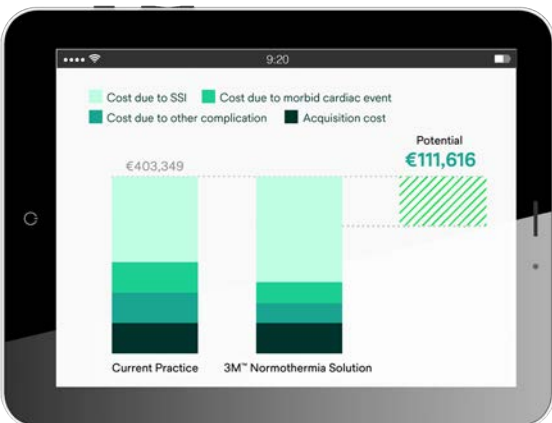 9:20
Cost due to SSI Cost due to morbid cardiac event
Cost due to other complication Acquisition cost
Potential
€111,616
€403,349
Current Practice 3M™ Normothermia Solution